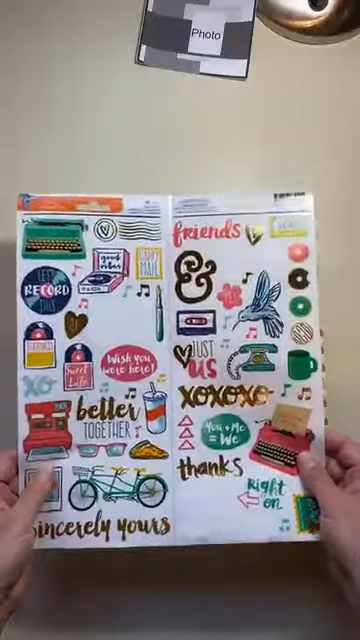 Photo
good vibes
HAPPY MAIL
LET'S RECORD THIS
Wish you were here!
xo
sweet life
better
TOGETHER
sincerely yours
friends
&
JUST
us
XOXOXO
You + Me
= We
thanks
Right
on